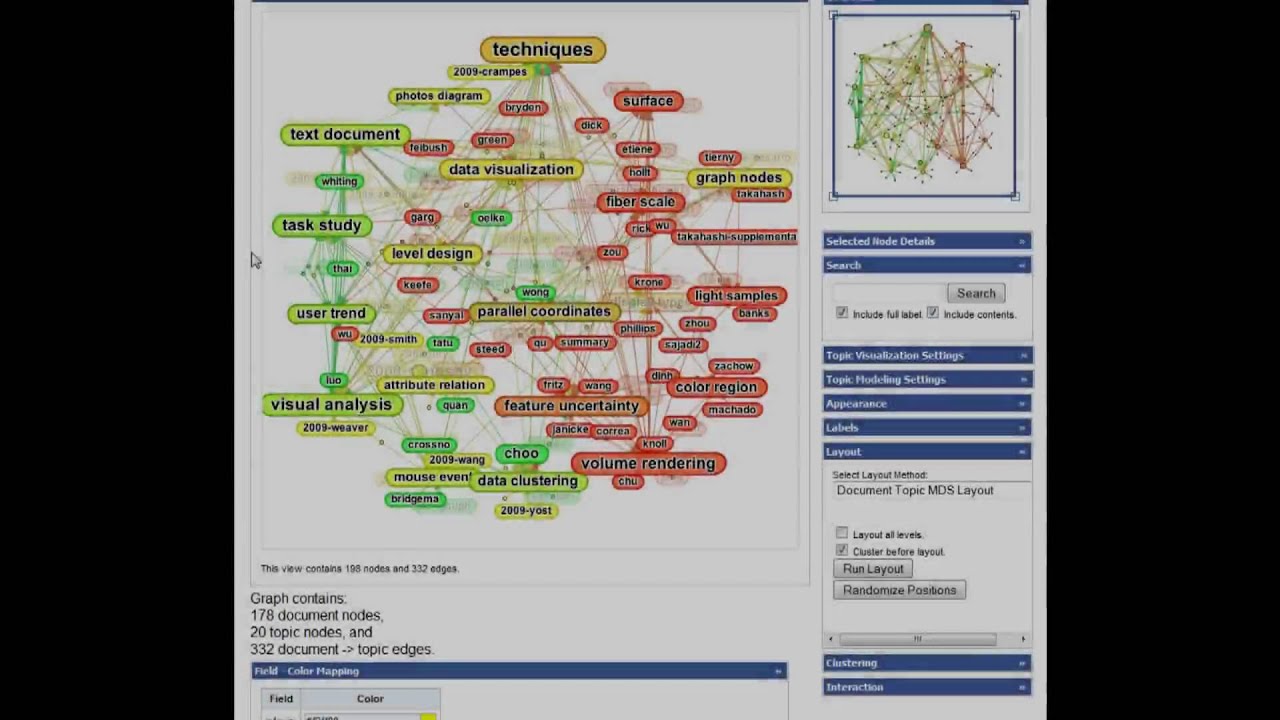 techniques
2009-crampes
photos diagram
surface
bryden
dick
text document
green
feibush
etiene
tierny
data visualization
hollt
graph nodes
whiting
takahashi
fiber scale
garg
oelke
task study
rick
wu
takahashi-supplementa
level design
zou
thai
keefe
krone
wong
light samples
user trend
sanyal
parallel coordinates
banks
zhou
phillips
wu
2009-smith
tatu
steed
qu
summary
sajadi2
zachow
luo
attribute relation
fritz
wang
dinh
color region
visual analysis
quan
feature uncertainty
machado
2009-weaver
wan
janicke
correa
crossno
knoll
choo
2009-wang
volume rendering
mouse event
data clustering
chu
bridgema
2009-yost
This view contains 198 nodes and 332 edges.
Graph contains:
178 document nodes,
20 topic nodes, and
332 document -> topic edges.
Field - Color Mapping
Field
Color
Selected Node Details
Search
Search
Include full label.
Include contents.
Topic Visualization Settings
Topic Modeling Settings
Appearance
Labels
Layout
Select Layout Method:
Document Topic MDS Layout
Layout all levels.
Cluster before layout.
Run Layout
Randomize Positions
Clustering
Interaction